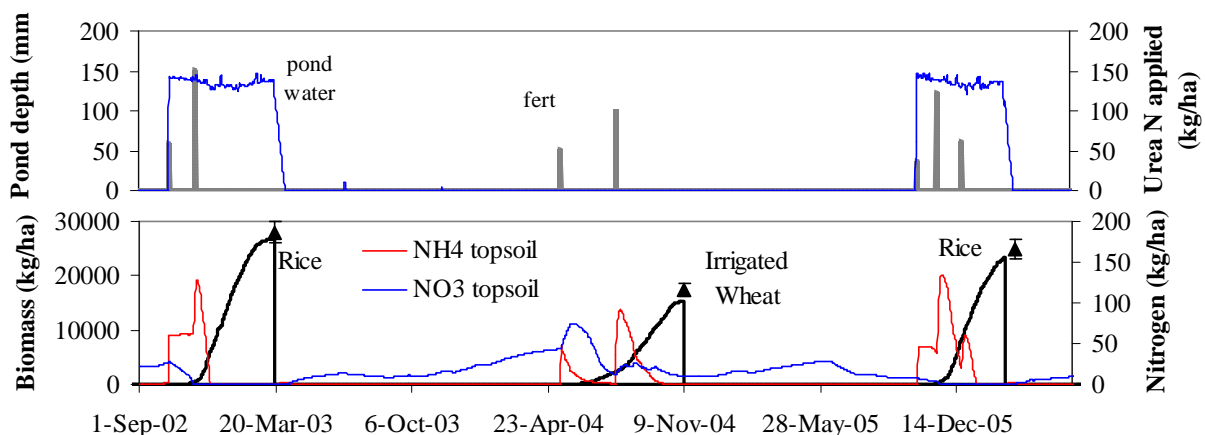 Pond depth (mm
200
150
100
50
0
pond
water
fert
200
150
100
50
0
Urea N applied
(kg/ha)
Biomass (kg/ha)
30000
20000
10000
0
Rice
NH4 topsoil
NO3 topsoil
Irrigated
Wheat
Rice
200
150
100
50
0
Nitrogen (kg/ha)
1-Sep-02 20-Mar-03 6-Oct-03 23-Apr-04 9-Nov-04 28-May-05 14-Dec-05